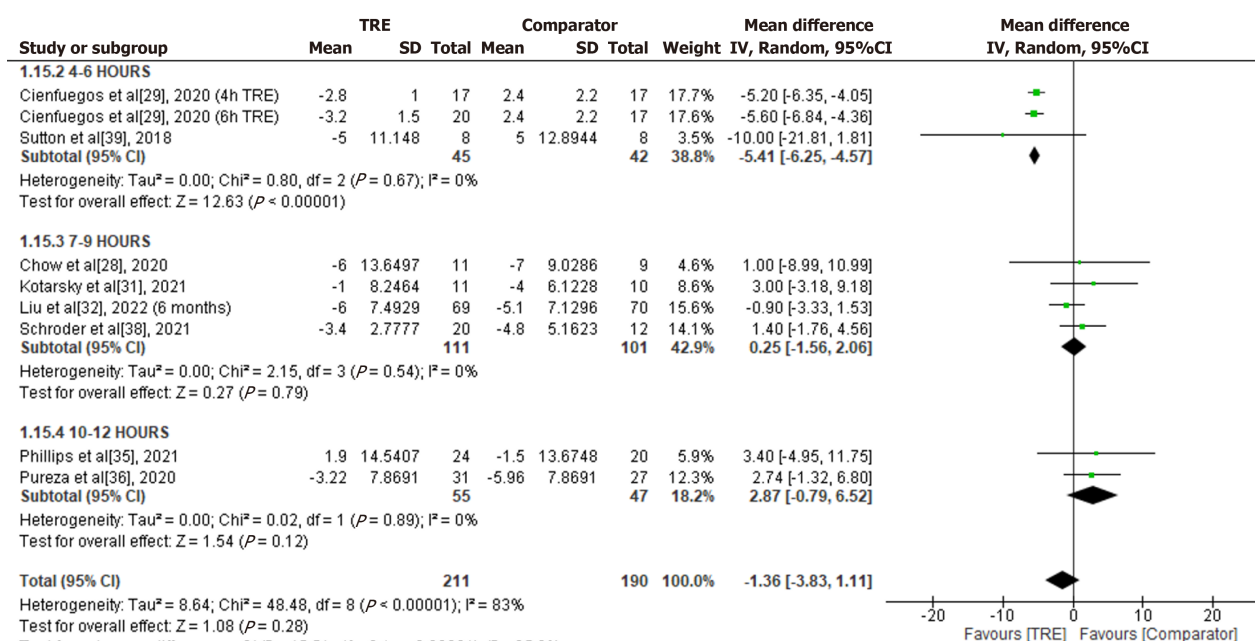 TRE Comparator Mean difference Mean difference
Study or subgroup Mean SD Total Mean SD Total Weight IV, Random, 95%CI IV, Random, 95%CI
1.15.2 4-6 HOURS
Cienfuegos et al[29], 2020 (4h TRE) -2.8 1 17 2.4 2.2 17 17.7% -5.20 [-6.35, -4.05]
Cienfuegos et al[29], 2020 (6h TRE) -3.2 1.5 20 2.4 2.2 17 17.6% -5.60 [-6.84, -4.36]
Sutton et al[39], 2018 -5 11.148 8 5 12.8944 8 3.5% -10.00 [-21.81, 1.81]
Subtotal (95% CI) 45 42 38.8% -5.41 [-6.25, -4.57]
Heterogeneity: Tau² = 0.00; Chi² = 0.80, df = 2 (P = 0.67); I² = 0%
Test for overall effect: Z = 12.63 (P < 0.00001)
1.15.3 7-9 HOURS
Chow et al[28], 2020 -6 13.6497 11 -7 9.0286 9 4.6% 1.00 [-8.99, 10.99]
Kotarsky et al[31], 2021 -1 8.2464 11 -4 6.1228 10 8.6% 3.00 [-3.18, 9.18]
Liu et al[32], 2022 (6 months) -6 7.4929 69 -5.1 7.1296 70 15.6% -0.90 [-3.33, 1.53]
Schroder et al[38], 2021 -3.4 2.7777 20 -4.8 5.1623 12 14.1% 1.40 [-1.76, 4.56]
Subtotal (95% CI) 111 101 42.9% 0.25 [-1.56, 2.06]
Heterogeneity: Tau² = 0.00; Chi² = 2.15, df = 3 (P = 0.54); I² = 0%
Test for overall effect: Z = 0.27 (P = 0.79)
1.15.4 10-12 HOURS
Phillips et al[35], 2021 1.9 14.5407 24 -1.5 13.6748 20 5.9% 3.40 [-4.95, 11.75]
Pureza et al[36], 2020 -3.22 7.8691 31 -5.96 7.8691 27 12.3% 2.74 [-1.32, 6.80]
Subtotal (95% CI) 55 47 18.2% 2.87 [-0.79, 6.52]
Heterogeneity: Tau² = 0.00; Chi² = 0.02, df = 1 (P = 0.89); I² = 0%
Test for overall effect: Z = 1.54 (P = 0.12)
Total (95% CI) 211 190 100.0% -1.36 [-3.83, 1.11]
Heterogeneity: Tau² = 8.64; Chi² = 48.48, df = 8 (P < 0.00001); I² = 83%
Test for overall effect: Z = 1.08 (P = 0.28)
-20 -10 0 10 20
Favours [TRE] Favours [Comparator]